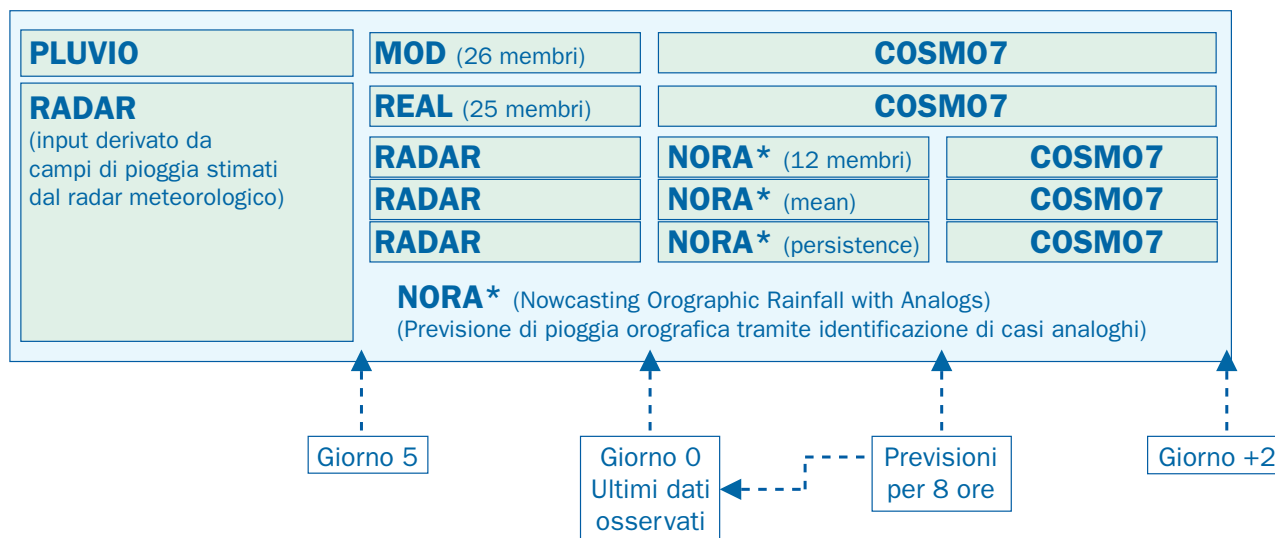 PLUVIO
MOD (26 membri)
COSMO7
RADAR
(input derivato da
campi di pioggia stimati
dal radar meteorologico)
REAL (25 membri)
COSMO7
RADAR
NORA* (12 membri)
COSMO7
RADAR
NORA* (mean)
COSMO7
RADAR
NORA* (persistence)
COSMO7
NORA* (Nowcasting Orographic Rainfall with Analogs)
(Previsione di pioggia orografica tramite identificazione di casi analoghi)
Giorno 5
Giorno 0
Ultimi dati
osservati
Previsioni
per 8 ore
Giorno +2